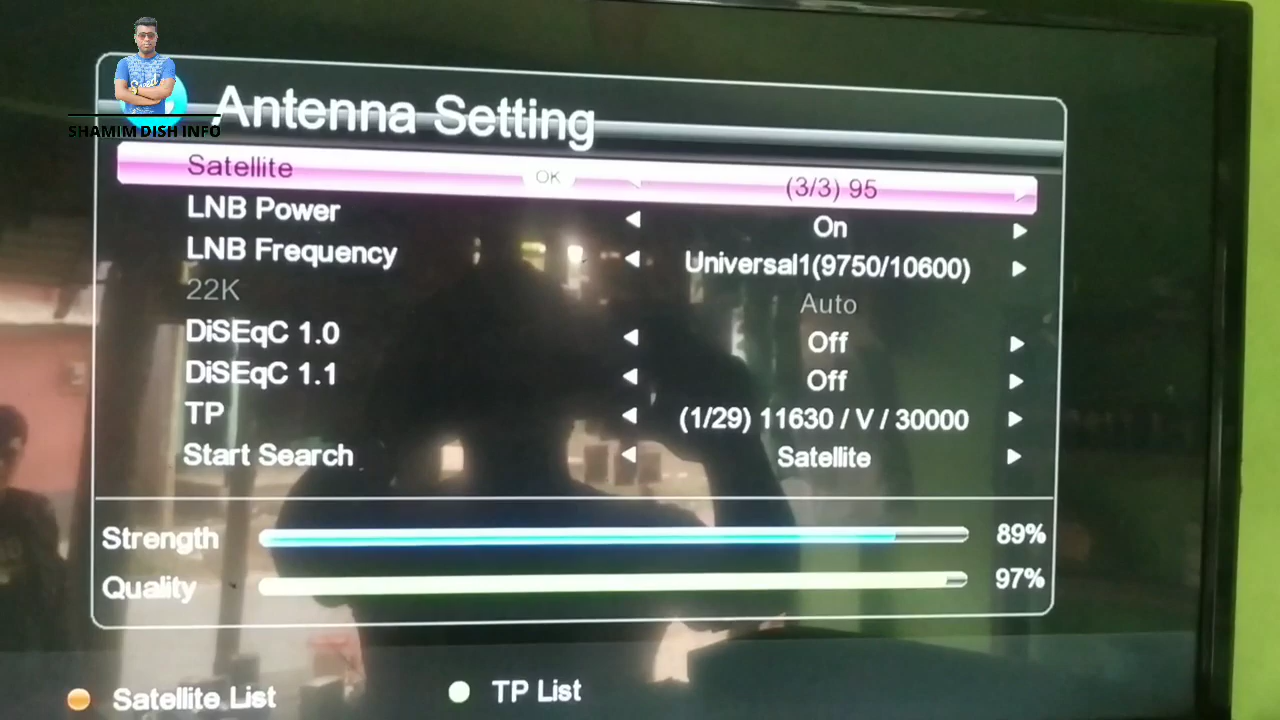 SHAMIM DISH INFO
Antenna Setting
Satellite OK (3/3) 95
LNB Power On
LNB Frequency Universal1(9750/10600)
22K Auto
DiSEqC 1.0 Off
DiSEqC 1.1 Off
TP (1/29) 11630 / V / 30000
Start Search Satellite
Strength 89%
Quality 97%
Satellite List TP List